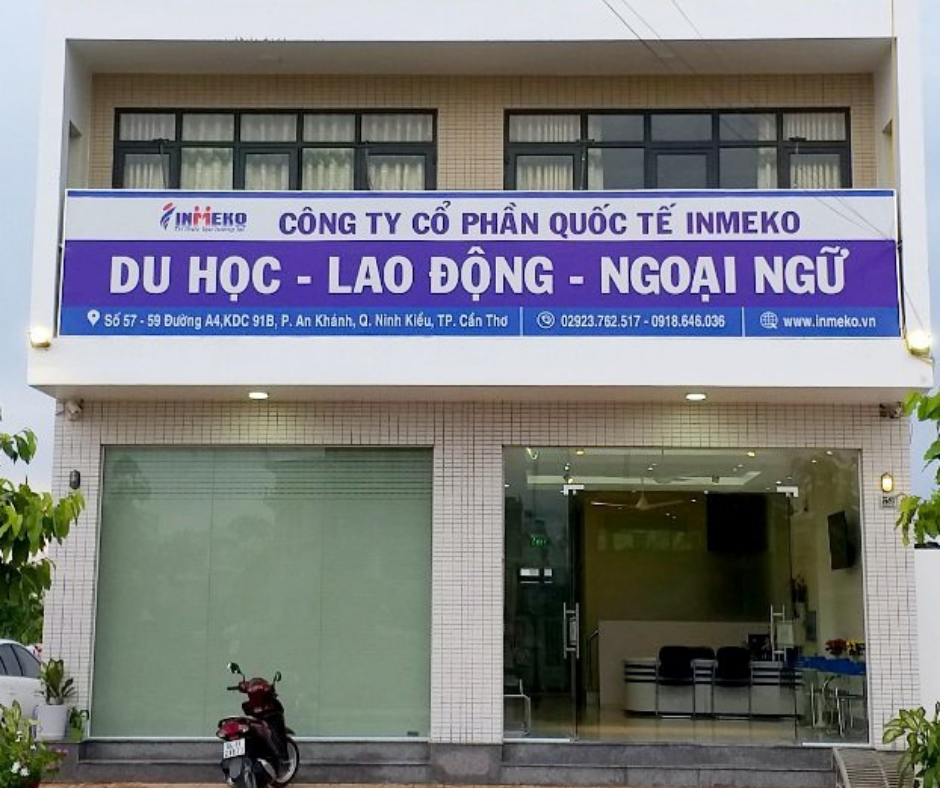 INMEKO
CÔNG TY CỔ PHẦN QUỐC TẾ INMEKO
DU HỌC - LAO ĐỘNG - NGOẠI NGỮ
Số 57 - 59 Đường A4,KDC 91B, P. An Khánh, Q. Ninh Kiều, TP. Cần Thơ
02923.762.517 - 0918.646.036
www.inmeko.vn